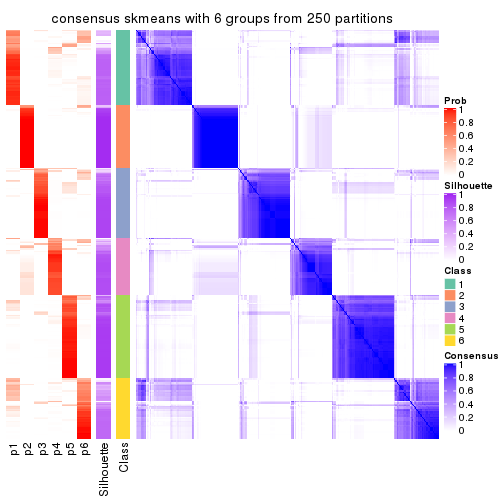 consensus skmeans with 6 groups from 250 partitions
Prob
1
0.8
0.6
0.4
0.2
0
Silhouette
1
0.8
0.6
0.4
0.2
0
Class
1
2
3
4
5
6
Consensus
1
0.8
0.6
0.4
0.2
0
p1
p2
p3
p4
p5
p6
Silhouette
Class